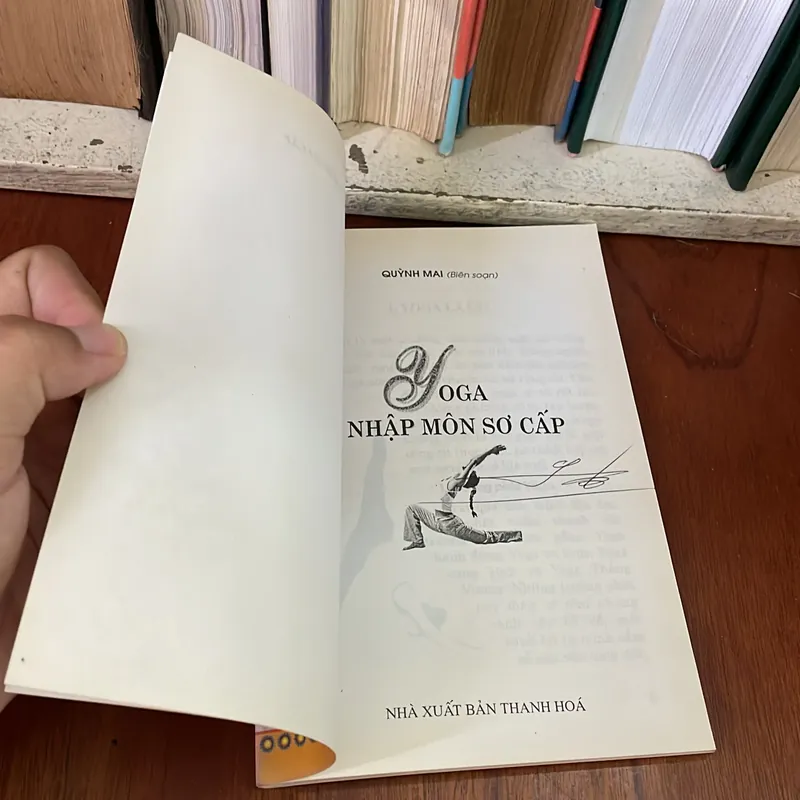 QUỲNH MAI (Biên soạn)
YOGA
NHẬP MÔN SƠ CẤP
NHÀ XUẤT BẢN THANH HOÁ